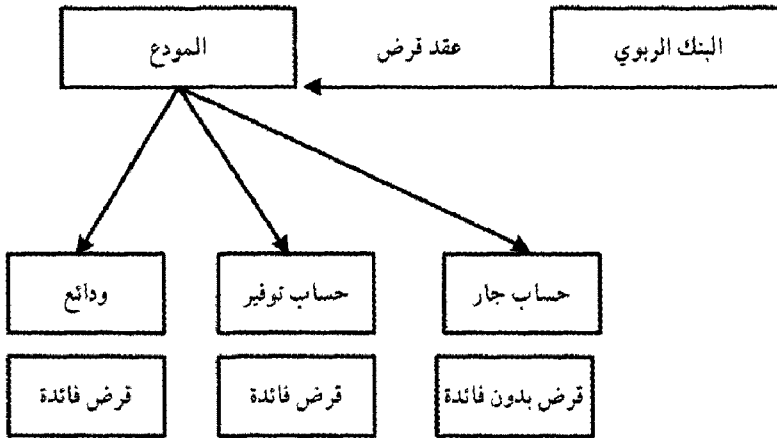 البنك الربوي
عقد قرض
المودع
حساب جار
حساب توفير
ودائع
قرض بدون فائدة
قرض فائدة
قرض فائدة